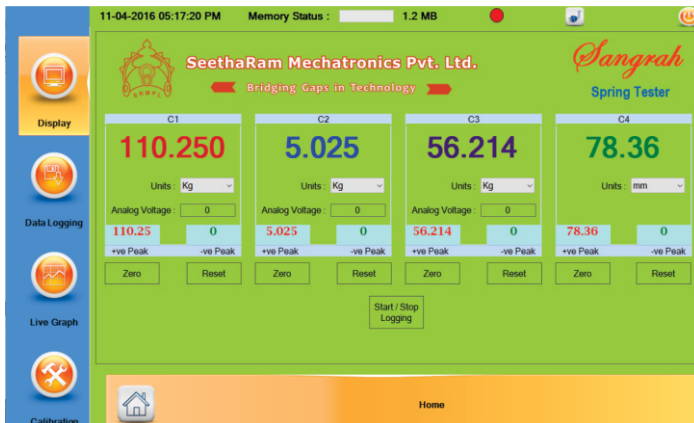 11-04-2016 05:17:20 PM Memory Status : 1.2 MB
SeethaRam Mechatronics Pvt. Ltd.
Bridging Gaps in Technology
SRMPL
Sangrah
Spring Tester
Display
Data Logging
Live Graph
Calibration
C1 C2 C3 C4
110.250 5.025 56.214 78.36
Units : Kg Units : Kg Units : Kg Units : mm
Analog Voltage : 0 Analog Voltage : 0 Analog Voltage : 0
110.25 0 5.025 0 56.214 0 78.36 0
+ve Peak -ve Peak +ve Peak -ve Peak +ve Peak -ve Peak +ve Peak -ve Peak
Zero Reset Zero Reset Zero Reset Zero Reset
Start / Stop
Logging
Home